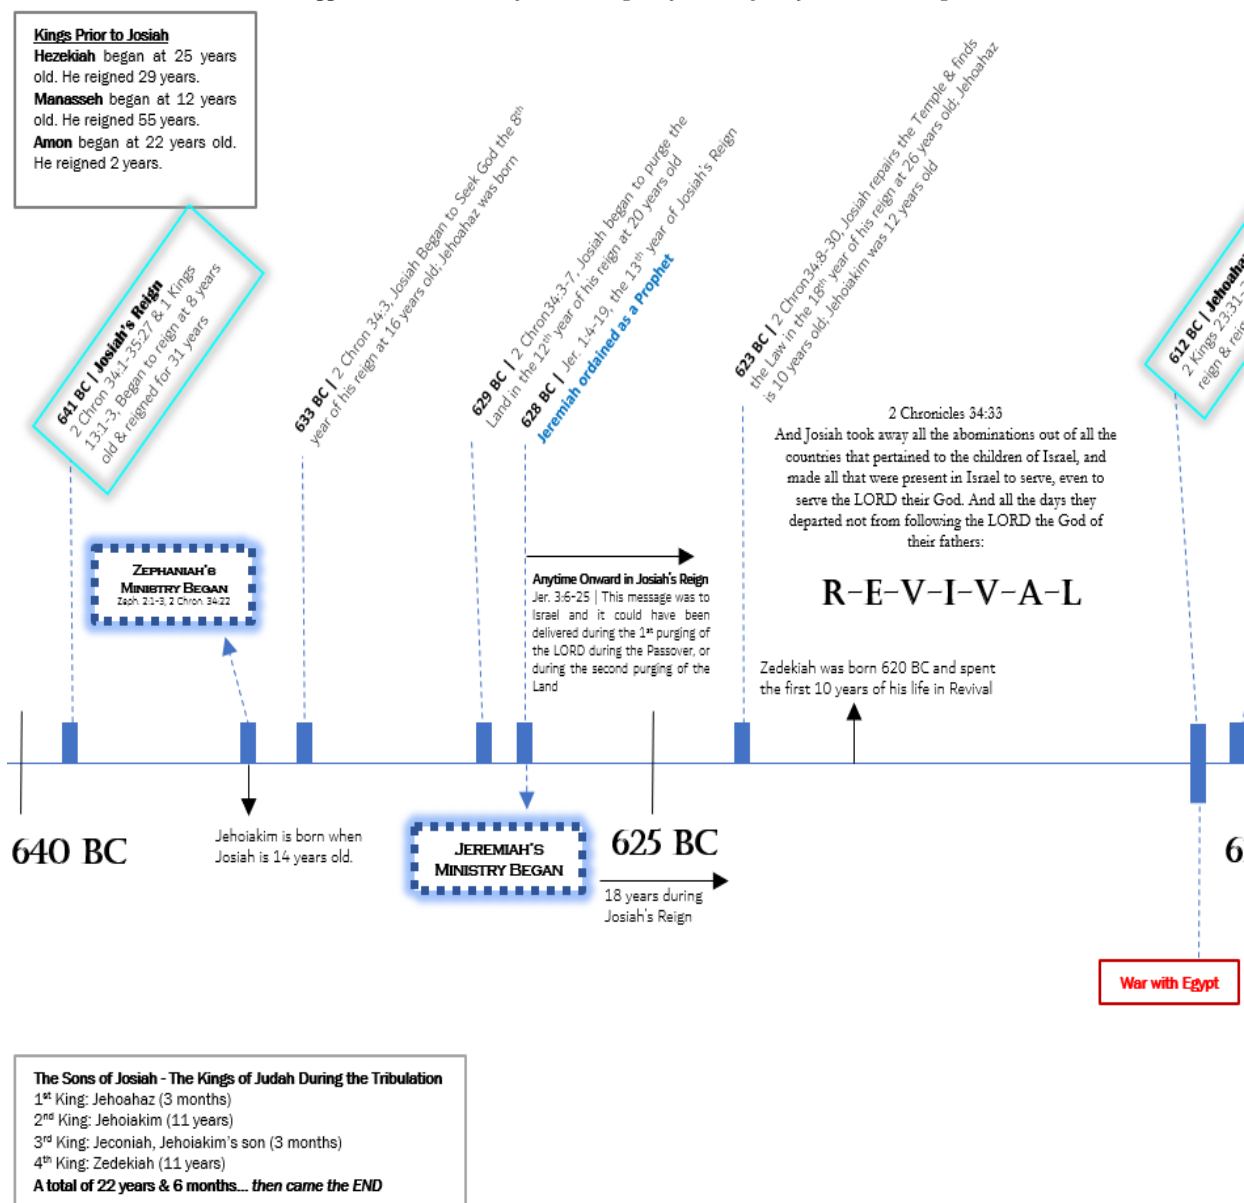 Kings Prior to Josiah
Hezekiah began at 25 years
old. He reigned 29 years.
Manasseh began at 12 years
old. He reigned 55 years.
Amon began at 22 years old.
He reigned 2 years.
641 BC | Josiah's Reign
2 Chron 34:1-35:27 & 1 Kings
13:1-3, Began to reign at 8 years
old & reigned for 31 years
633 BC | 2 Chron 34:3, Josiah Began to Seek God the 8th
year of his reign at 16 years old; Jehoahaz was born
629 BC | 2 Chron34:3-7, Josiah began to purge the
Land in the 12th year of his reign at 20 years old
628 BC | Jer. 1:4-19, the 13th year of Josiah's Reign
Jeremiah ordained as a Prophet
623 BC | 2 Chron34:8-30, Josiah repairs the Temple & finds
the Law in the 18th year of his reign at 26 years old; Jehoahaz
is 10 years old; Jehoiakim was 12 years old
612 BC | Jehoahaz
2 Kings 23:31-
reign & reig
2 Chronicles 34:33
And Josiah took away all the abominations out of all the
countries that pertained to the children of Israel, and
made all that were present in Israel to serve, even to
serve the LORD their God. And all the days they
departed not from following the LORD the God of
their fathers:
R-E-V-I-V-A-L
Zephaniah's
Ministry Began
Zeph. 2:1-3, 2 Chron. 34:22
Anytime Onward in Josiah's Reign
Jer. 3:6-25 | This message was to
Israel and it could have been
delivered during the 1st purging of
the LORD during the Passover, or
during the second purging of the
Land
Zedekiah was born 620 BC and spent
the first 10 years of his life in Revival
640 BC
Jehoiakim is born when
Josiah is 14 years old.
Jeremiah's
Ministry Began
625 BC
18 years during
Josiah's Reign
6
War with Egypt
The Sons of Josiah - The Kings of Judah During the Tribulation
1st King: Jehoahaz (3 months)
2nd King: Jehoiakim (11 years)
3rd King: Jeconiah, Jehoiakim's son (3 months)
4th King: Zedekiah (11 years)
A total of 22 years & 6 months... then came the END